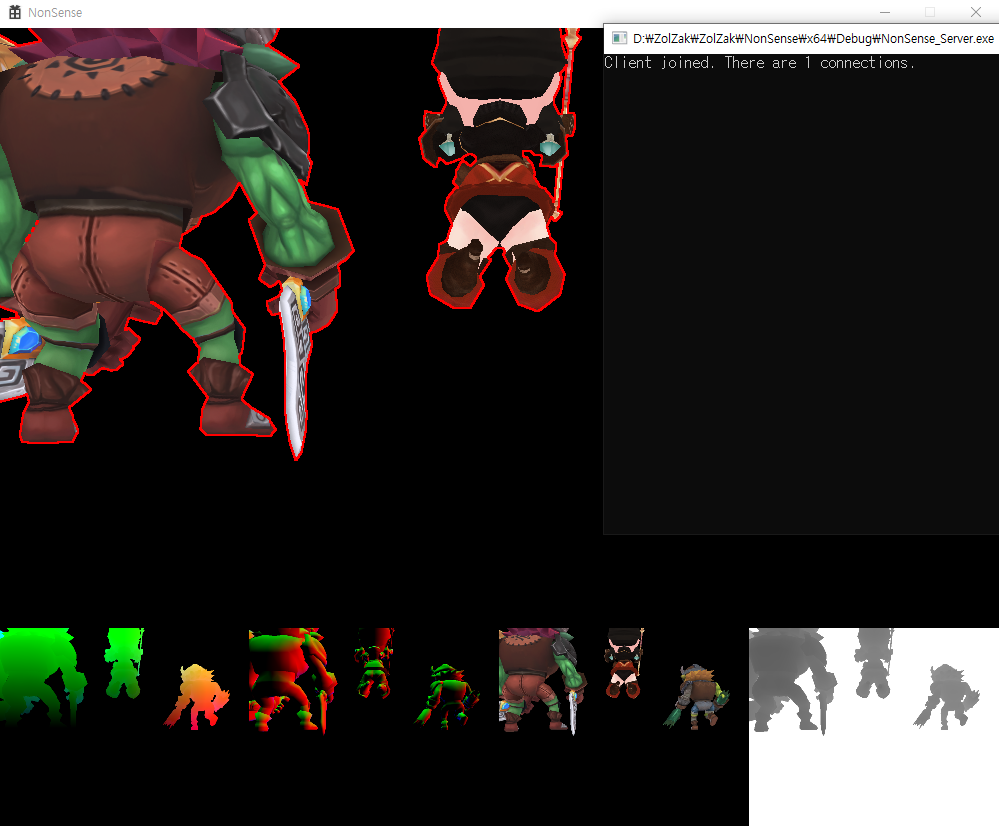 NonSense
D:₩ZolZak₩ZolZak₩NonSense₩x64₩Debug₩NonSense_Server.exe
Client joined. There are 1 connections.